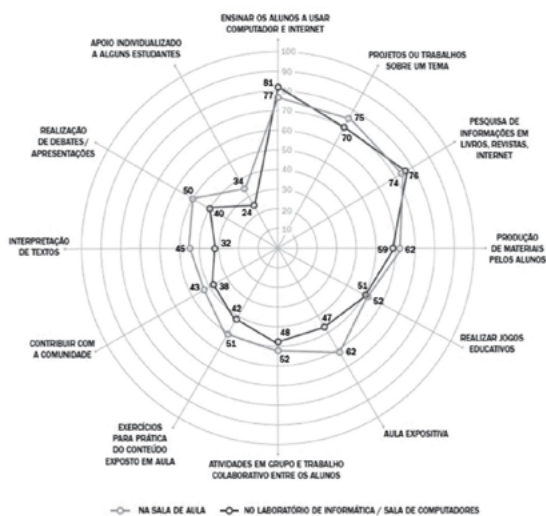 ENSINAR OS ALUNOS A USAR
COMPUTADOR E INTERNET
APOIO INDIVIDUALIZADO
A ALGUNS ESTUDANTES
PROJETOS OU TRABALHOS
SOBRE UM TEMA
100
90
80
70
60
50
40
30
20
10
81
77
75
70
REALIZAÇÃO
DE DEBATES /
APRESENTAÇÕES
PESQUISA DE
INFORMAÇÕES EM
LIVROS, REVISTAS,
INTERNET
76
74
34
24
50
40
INTERPRETAÇÃO
DE TEXTOS
45
32
59
62
PRODUÇÃO
DE MATERIAIS
PELOS ALUNOS
43
38
51
52
CONTRIBUIR COM
A COMUNIDADE
REALIZAR JOGOS
EDUCATIVOS
42
51
48
52
47
62
EXERCÍCIOS
PARA PRÁTICA
DO CONTEÚDO
EXPOSTO EM AULA
AULA EXPOSITIVA
ATIVIDADES EM GRUPO E TRABALHO
COLABORATIVO ENTRE OS ALUNOS
NA SALA DE AULA
NO LABORATÓRIO DE INFORMÁTICA / SALA DE COMPUTADORES